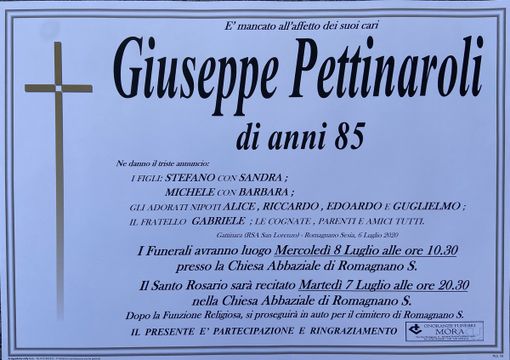 E' mancato all'affetto dei suoi cari
Giuseppe Pettinaroli
di anni 85
Ne danno il triste annuncio:
I FIGLI: STEFANO CON SANDRA ;
MICHELE CON BARBARA ;
GLI ADORATI NIPOTI ALICE , RICCARDO , EDOARDO E GUGLIELMO ;
IL FRATELLO GABRIELE ; LE COGNATE , PARENTI E AMICI TUTTI.
Gattinara (RSA San Lorenzo) - Romagnano Sesia, 6 Luglio 2020
I Funerali avranno luogo Mercoledì 8 Luglio alle ore 10.30
presso la Chiesa Abbaziale di Romagnano S.
Il Santo Rosario sarà recitato Martedì 7 Luglio alle ore 20.30
nella Chiesa Abbaziale di Romagnano S.
Dopo la Funzione Religiosa, si proseguirà in auto per il cimitero di Romagnano S.
IL PRESENTE E' PARTECIPAZIONE E RINGRAZIAMENTO
ONORANZE FUNEBRI
MORA